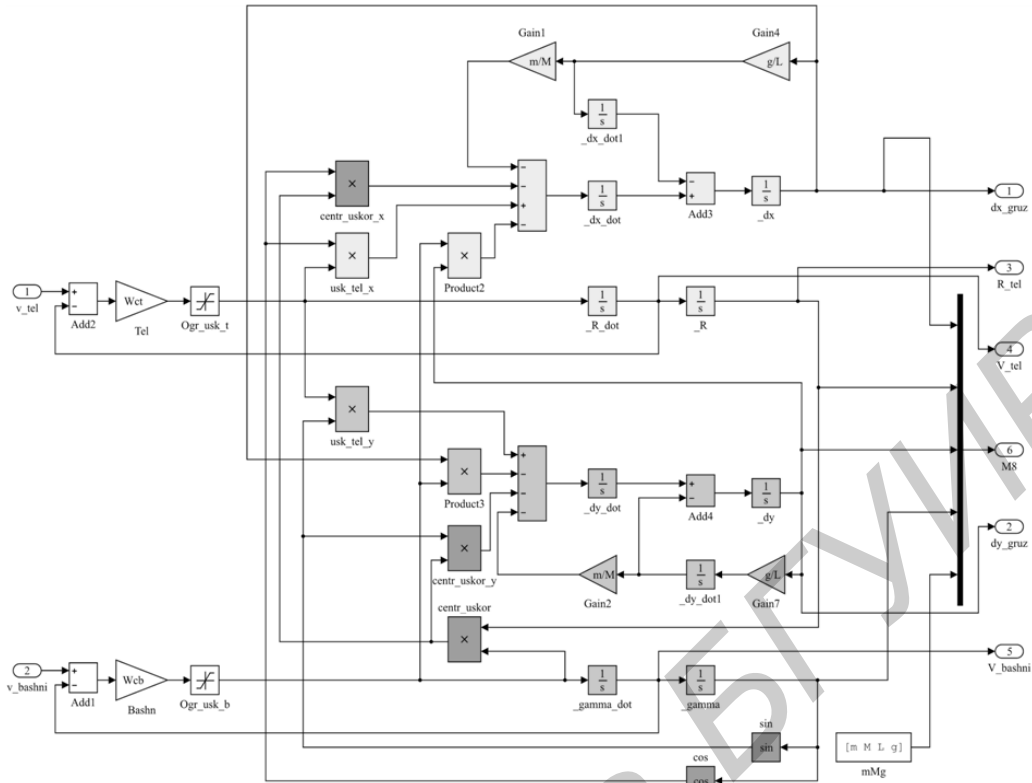 Gain1
Gain4
m/M
g/L
1
s
_dx_dot1
×
centr_uskor_x
−
−
+
−
1
s
_dx_dot
−
+
Add3
1
s
_dx
1
dx_gruz
×
usk_tel_x
×
Product2
1
v_tel
+
−
Add2
Wct
Tel
Ogr_usk_t
1
s
_R_dot
1
s
_R
3
R_tel
4
V_tel
×
usk_tel_y
×
Product3
+
−
−
−
1
s
_dy_dot
+
−
Add4
1
s
_dy
6
M8
2
dy_gruz
×
centr_uskor_y
m/M
Gain2
1
s
_dy_dot1
g/L
Gain7
centr_uskor
×
2
v_bashni
+
−
Add1
Wcb
Bashn
Ogr_usk_b
1
s
_gamma_dot
1
s
_gamma
5
V_bashni
sin
sin
cos
cos
[m M L g]
mMg
БГУИР